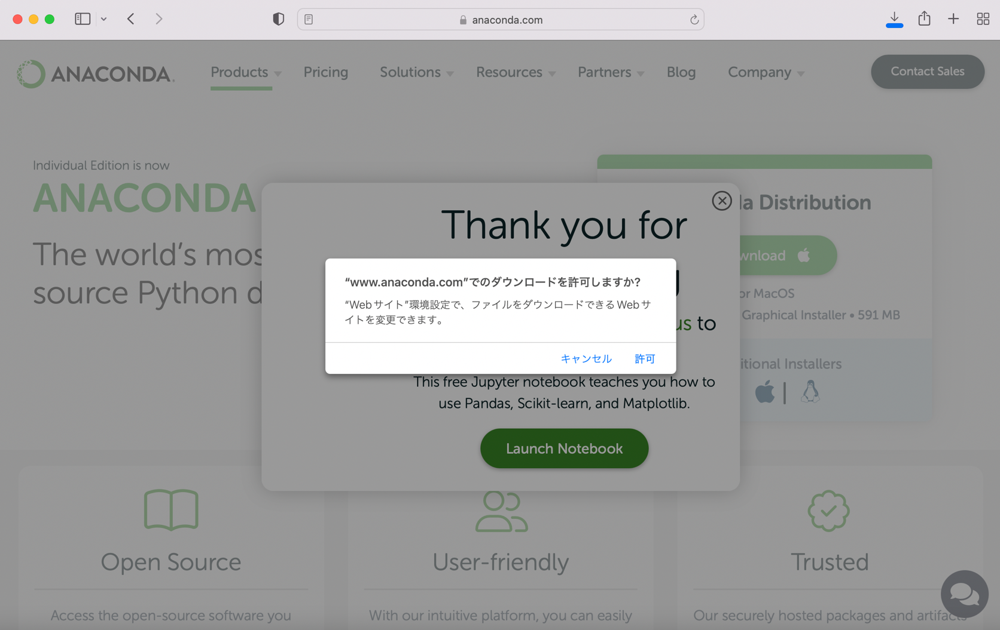 anaconda.com
ANACONDA.
Products
Pricing
Solutions
Resources
Partners
Blog
Company
Contact Sales
Individual Edition is now
ANACONDA
The world's mos
source Python d
la Distribution
wnload
or MacOS
Graphical Installer • 591 MB
itional Installers
Thank you for
us to
This free Jupyter notebook teaches you how to
use Pandas, Scikit-learn, and Matplotlib.
Launch Notebook
“www.anaconda.com”でのダウンロードを許可しますか?
“Webサイト”環境設定で、ファイルをダウンロードできるWebサ
イトを変更できます。
キャンセル
許可
Open Source
Access the open-source software you
User-friendly
With our intuitive platform, you can easily
Trusted
Our securely hosted packages and artifacts